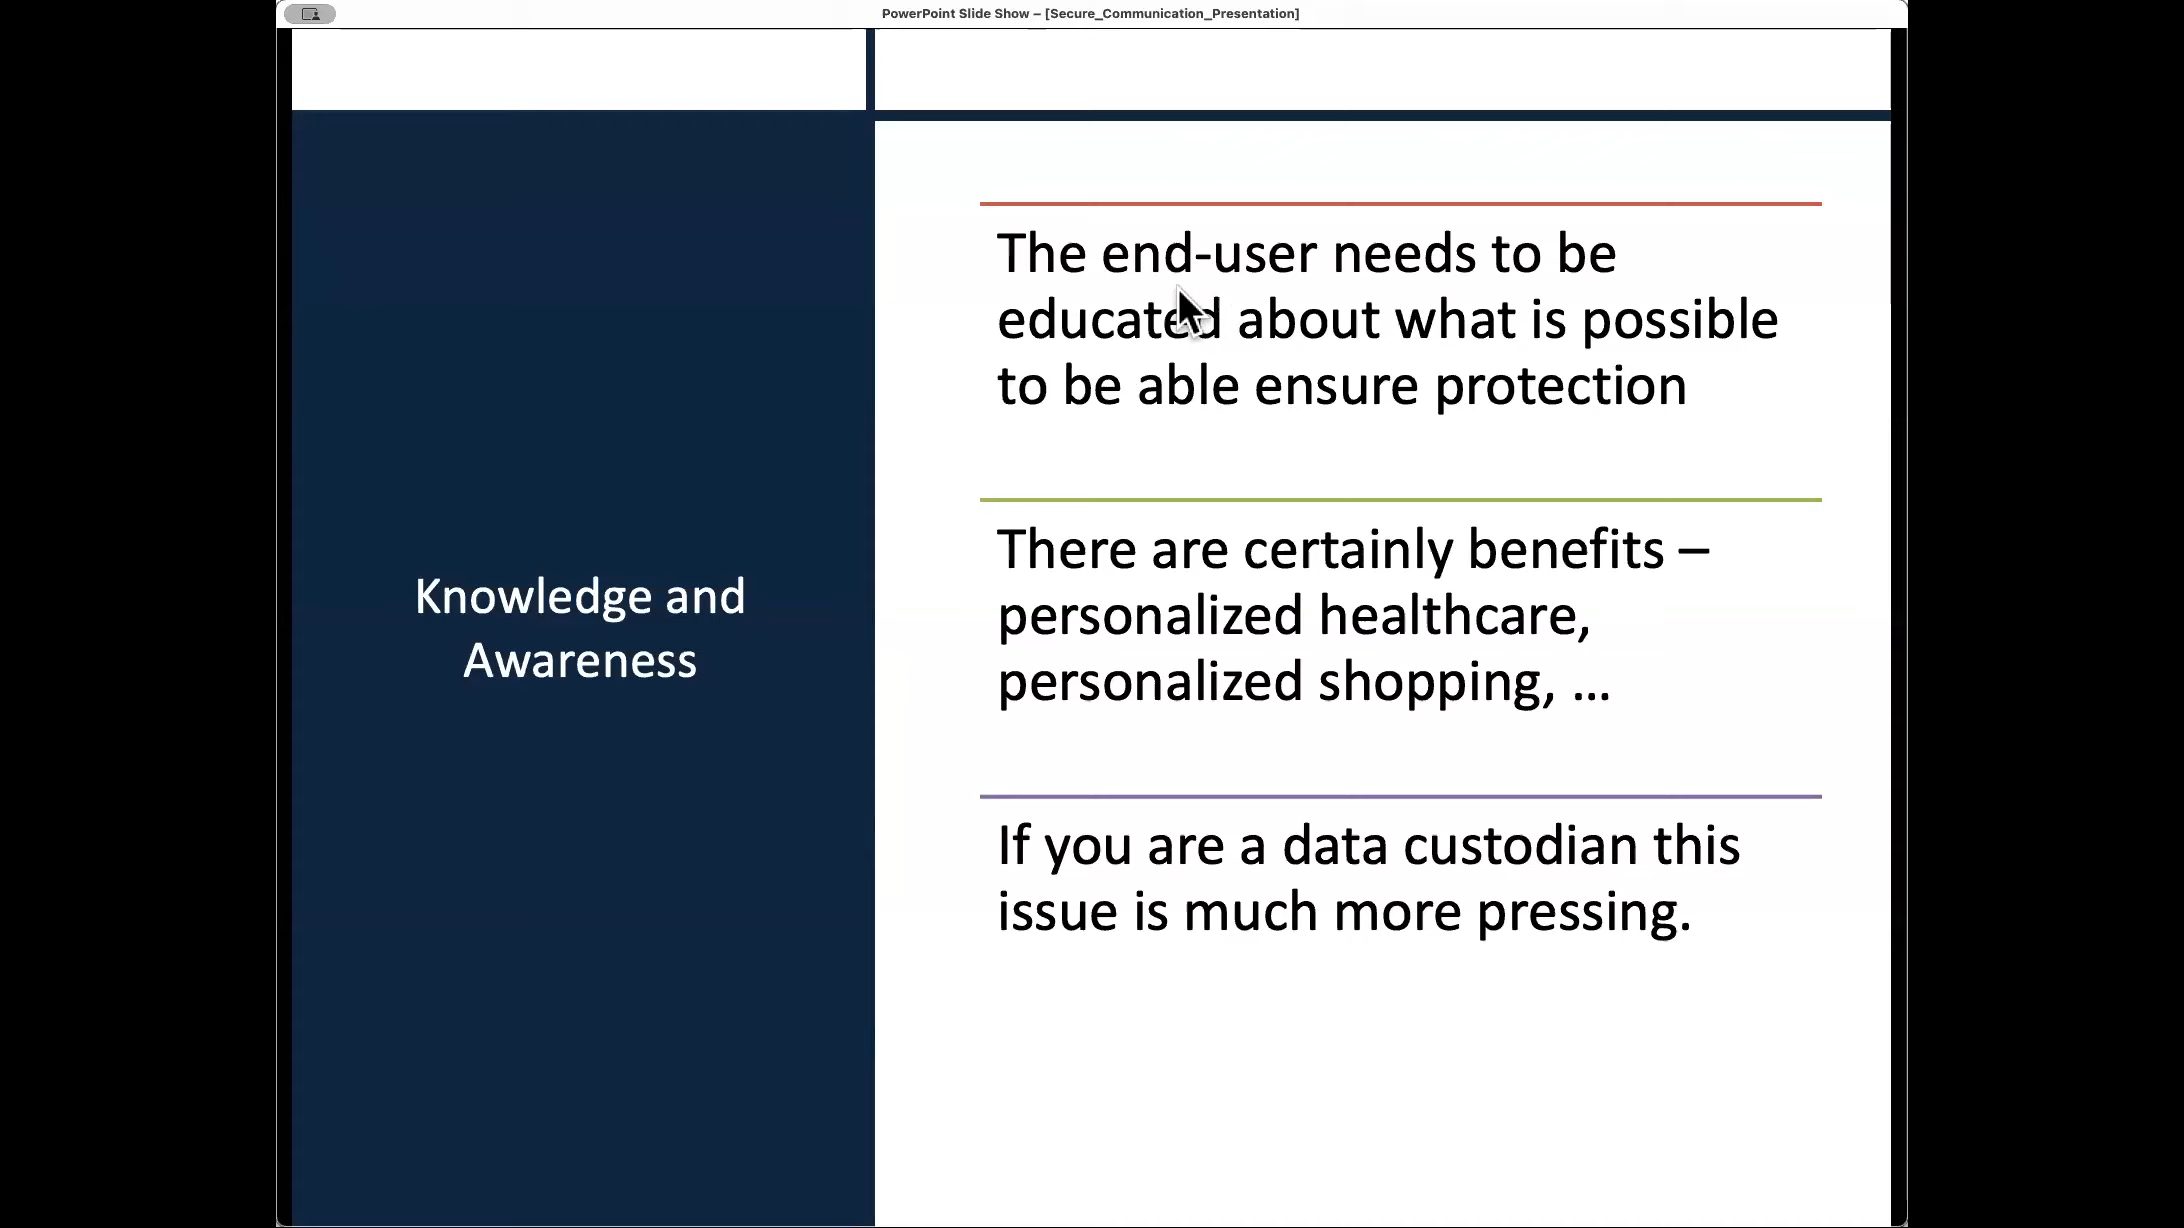 PowerPoint Slide Show – [Secure_Communication_Presentation]
Knowledge and
Awareness
The end-user needs to be
educated about what is possible
to be able ensure protection
There are certainly benefits –
personalized healthcare,
personalized shopping, ...
If you are a data custodian this
issue is much more pressing.